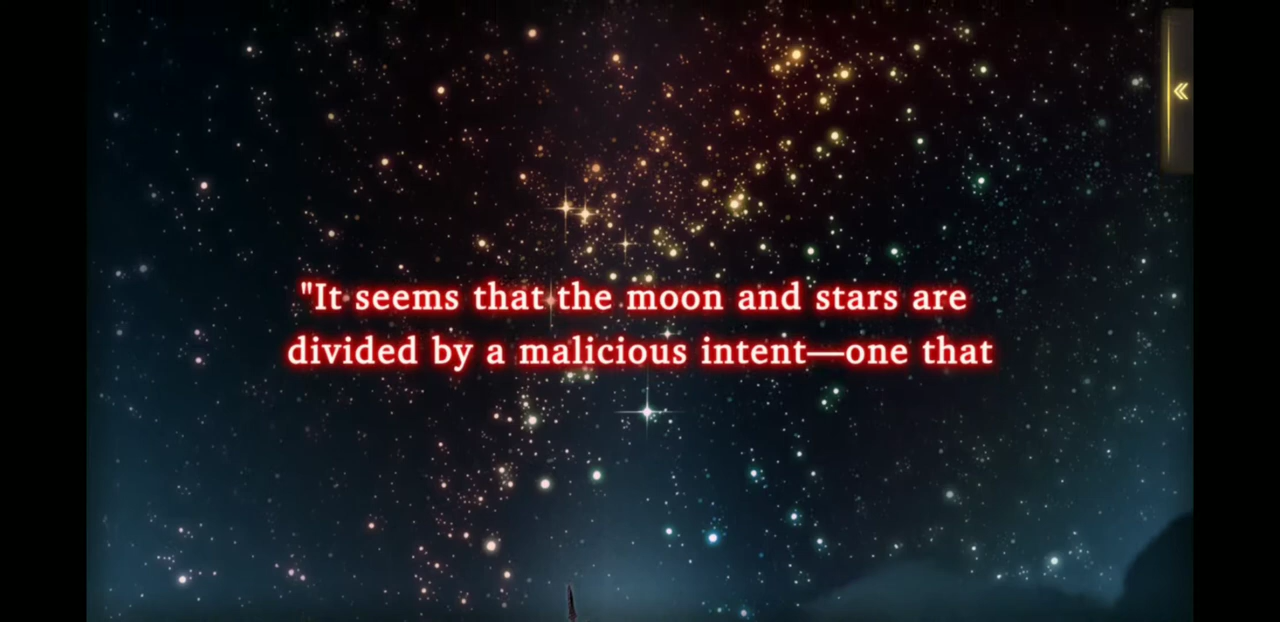 "It seems that the moon and stars are
divided by a malicious intent—one that